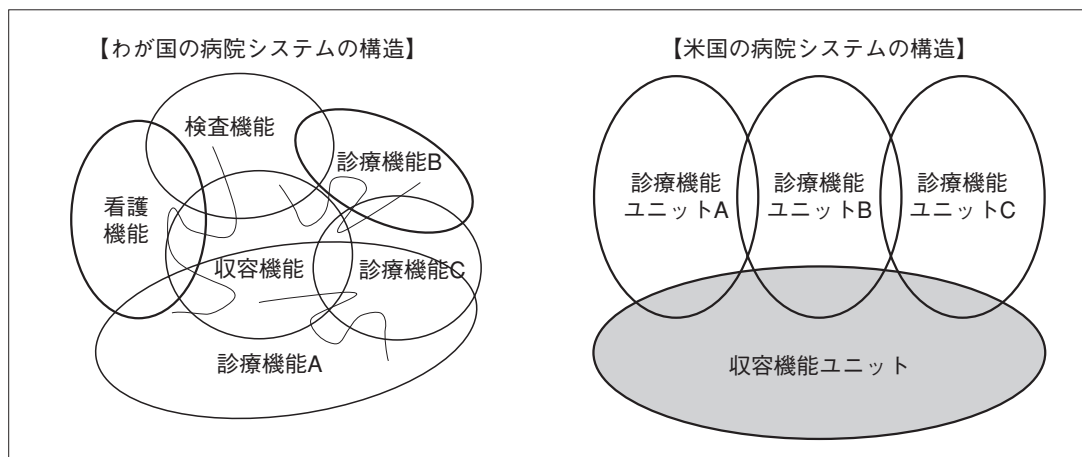 【わが国の病院システムの構造】
検査機能
診療機能B
看護
機能
収容機能
診療機能C
診療機能A
【米国の病院システムの構造】
診療機能
ユニットA
診療機能
ユニットB
診療機能
ユニットC
収容機能ユニット